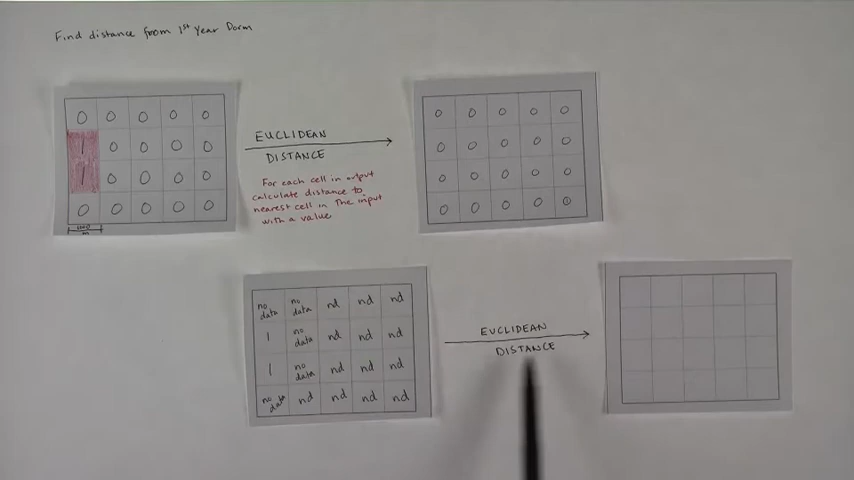 Find distance from 1st Year Dorm
0 0 0 0 0
1 0 0 0 0
1 0 0 0 0
0 0 0 0 0
m
EUCLIDEAN
DISTANCE
For each cell in output
calculate distance to
nearest cell in the input
with a value
0 0 0 0 0
0 0 0 0 0
0 0 0 0 0
0 0 0 0 0
no data no data nd nd nd
1 no data nd nd nd
1 no data nd nd nd
no data nd nd nd nd
EUCLIDEAN
DISTANCE